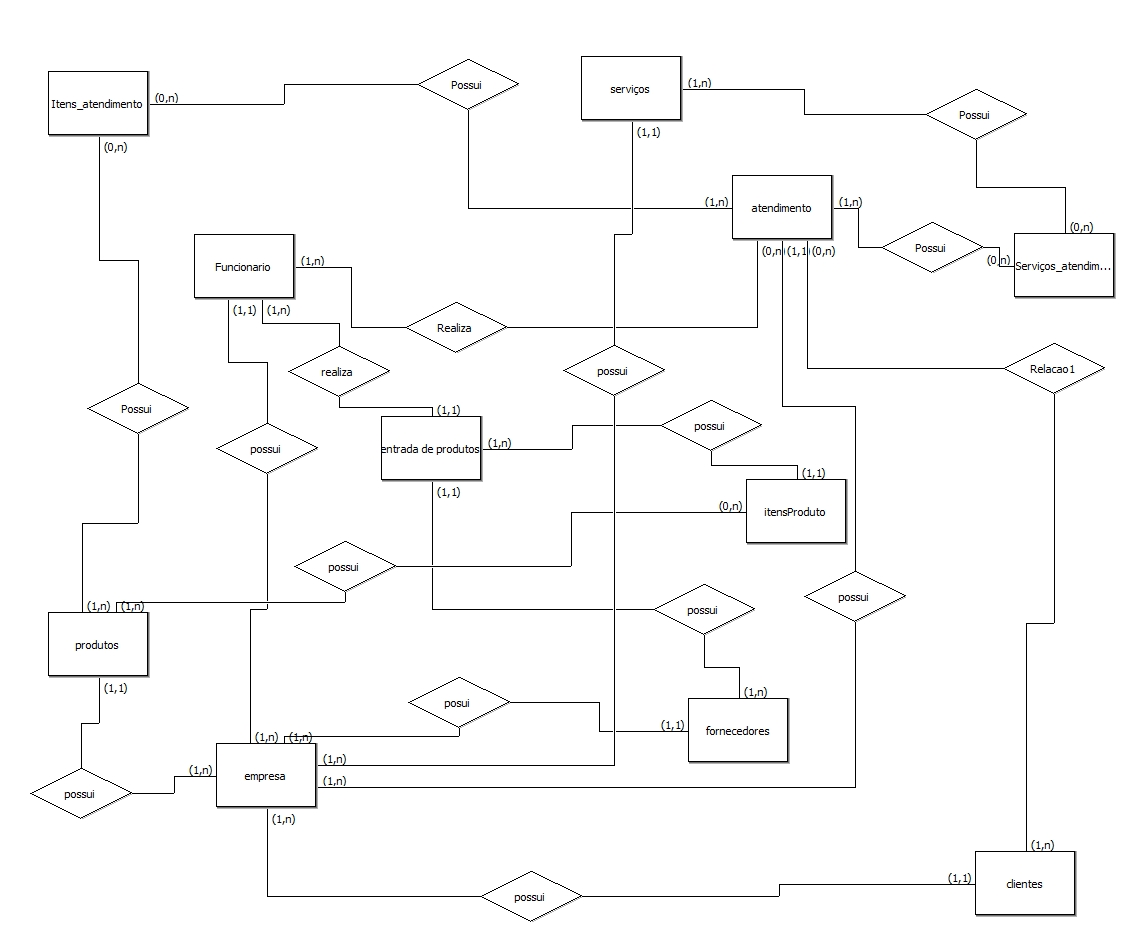 Possui
serviços
(1,n)
Itens_atendimento
(0,n)
Possui
(1,1)
(0,n)
(1,n)
atendimento
(1,n)
(0,n)
Possui
(0,n)
Serviços_atendim...
(0,n)
(1,1)
(0,n)
Funcionario
(1,n)
(1,1)
(1,n)
Realiza
realiza
possui
Relacao1
Possui
(1,1)
possui
possui
entrada de produtos
(1,n)
(1,1)
(1,1)
(0,n)
itensProduto
possui
possui
possui
(1,n)
(1,n)
produtos
(1,1)
(1,n)
posui
(1,1)
fornecedores
(1,n)
(1,n)
(1,n)
(1,n)
empresa
(1,n)
possui
(1,n)
(1,n)
(1,1)
clientes
possui